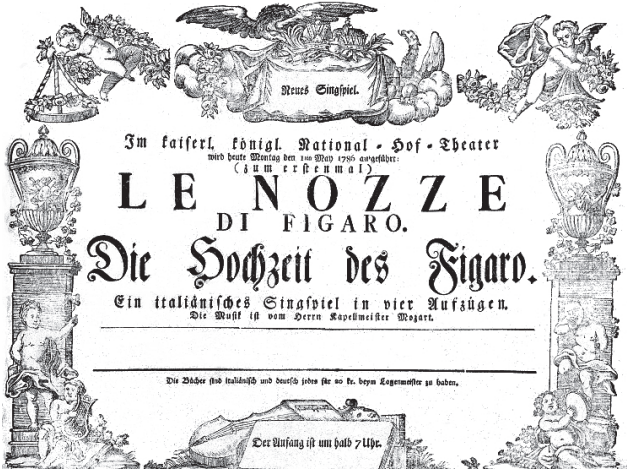 Neues Singspiel.
Im kaiserl. königl. National-Hof-Theater
wird heute Montag den 1ten May 1786 aufgeführt:
(zum erstenmal)
LE NOZZE
DI FIGARO.
Die Hochzeit des Figaro.
Ein italiänisches Singspiel in vier Aufzügen.
Die Musik ist vom Herrn Kapellmeister Mozart.
Die Bücher sind italiänisch und deutsch jedes für 20 kr. beym Logenmeister zu haben.
Der Anfang ist um halb 7 Uhr.